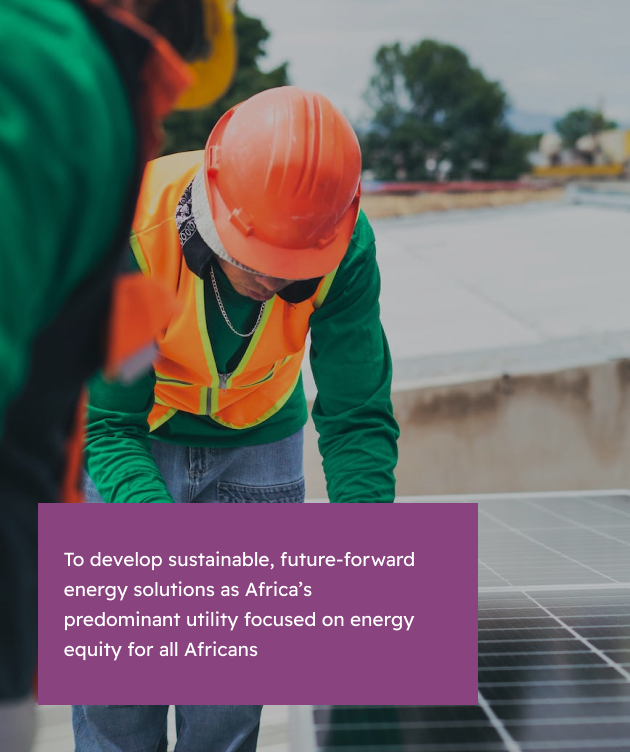 To develop sustainable, future-forward
energy solutions as Africa’s
predominant utility focused on energy
equity for all Africans